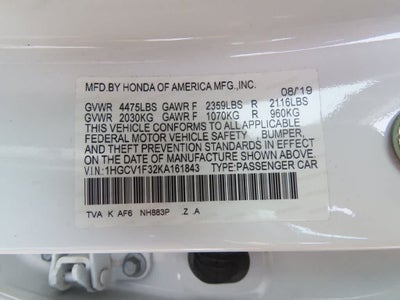 MFD.BY HONDA OF AMERICA MFG.,INC. 08/19
GVWR 4475LBS GAWR F 2359LBS R 2116LBS
GVWR 2030KG GAWR F 1070KG R 960KG
THIS VEHICLE CONFORMS TO ALL APPLICABLE
FEDERAL MOTOR VEHICLE SAFETY, BUMPER,
AND THEFT PREVENTION STANDARDS IN EFFECT
ON THE DATE OF MANUFACTURE SHOWN ABOVE.
V.I.N.:1HGCV1F32KA161843 TYPE:PASSENGER CAR
TVA K AF6 NH883P .Z .A